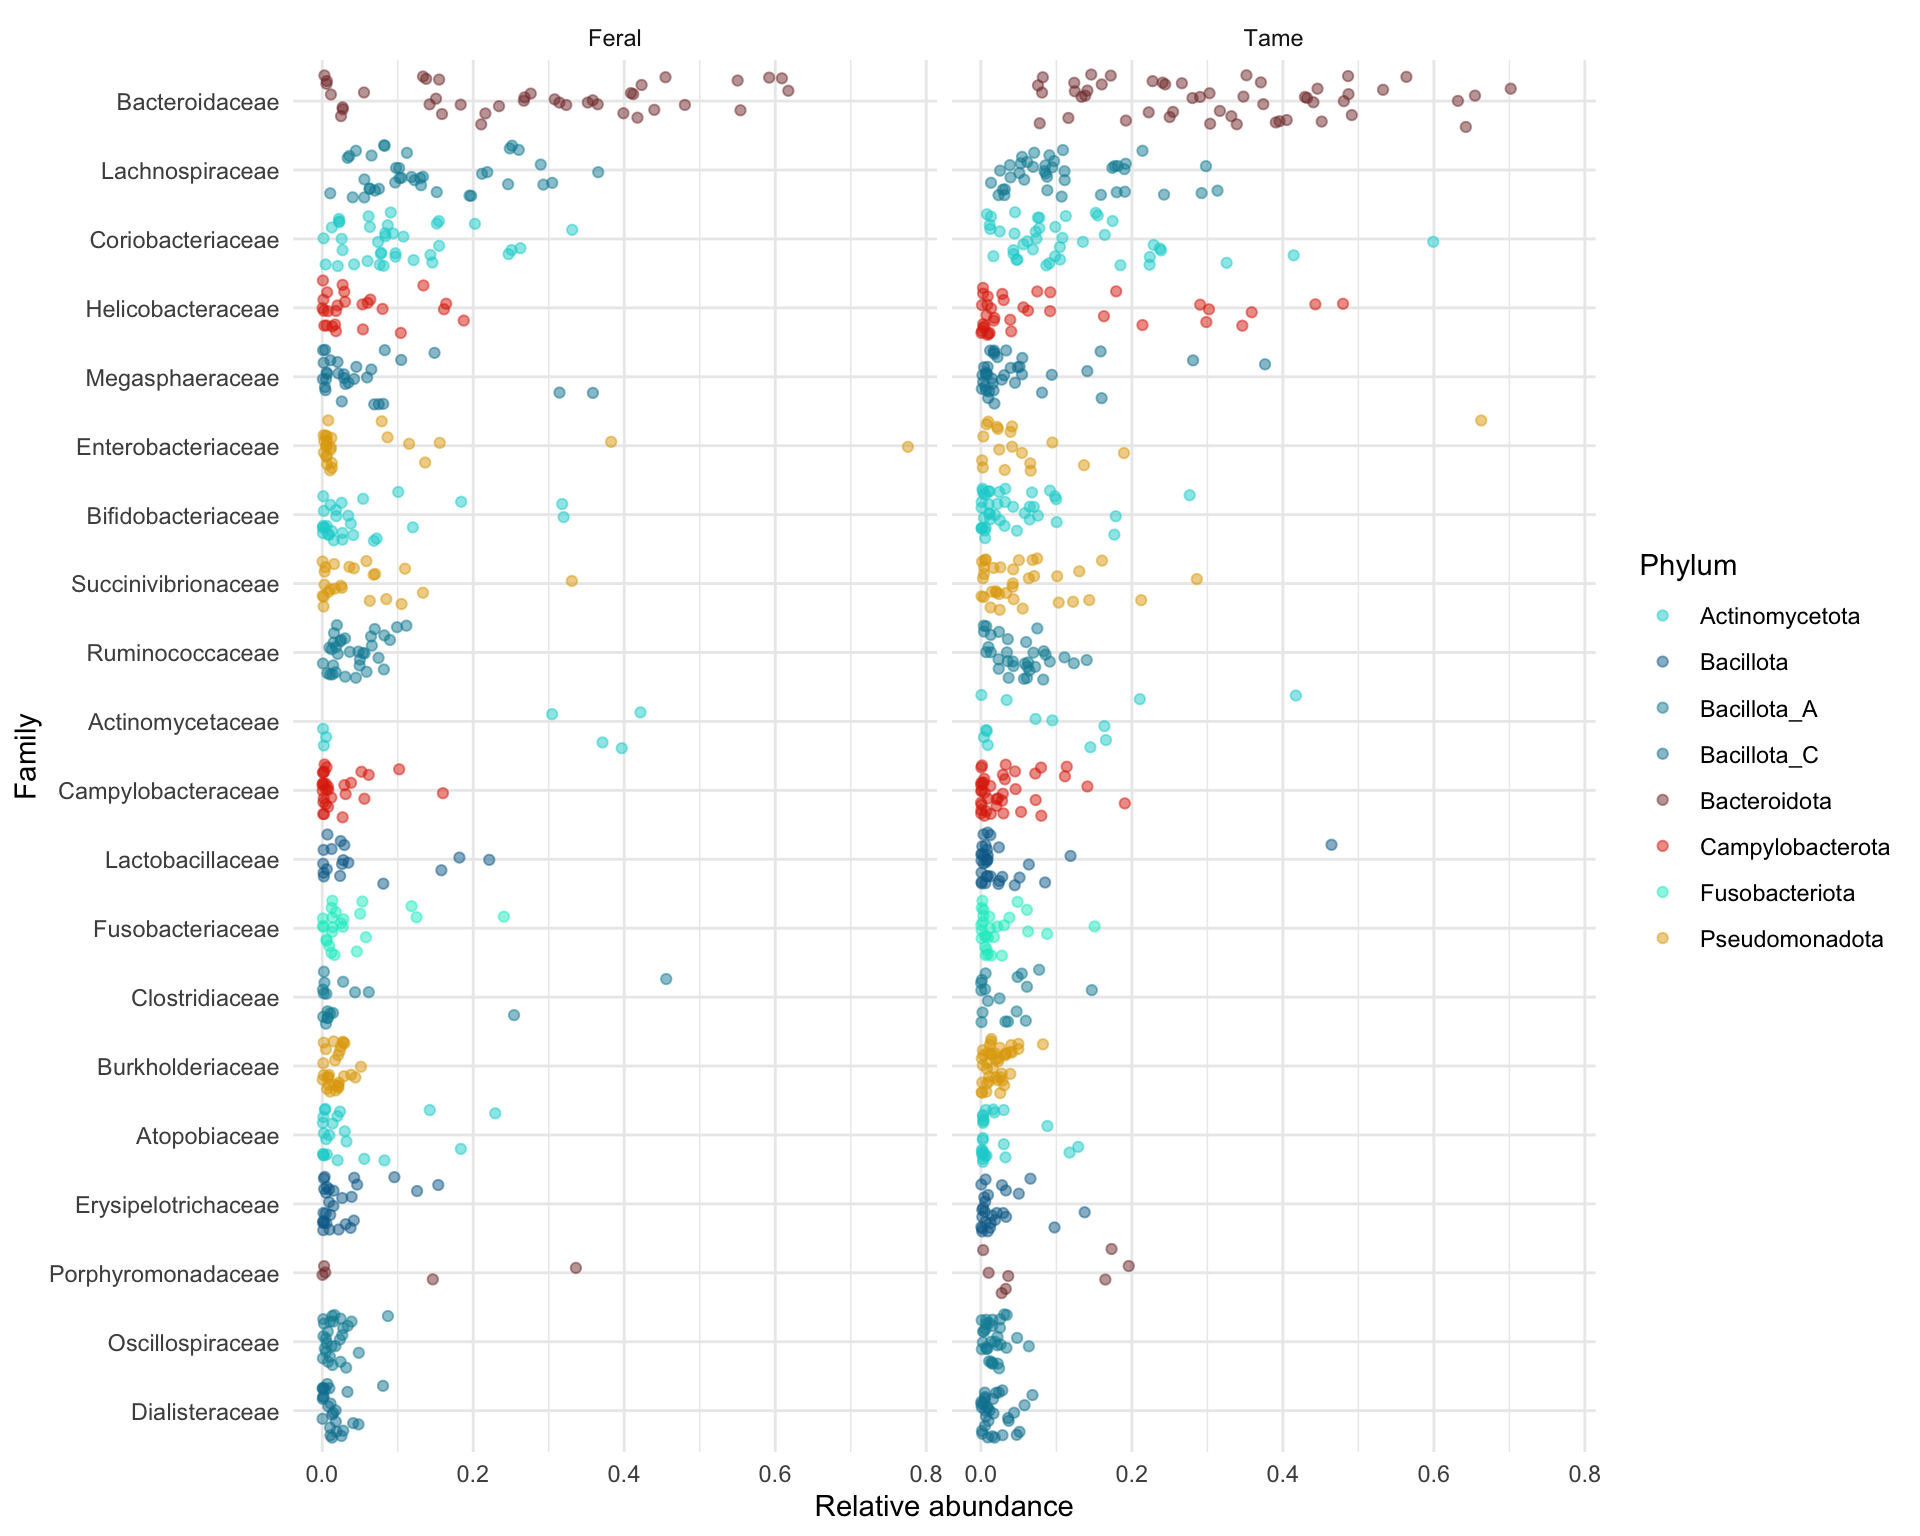 Feral
Tame
Bacteroidaceae
Lachnospiraceae
Coriobacteriaceae
Helicobacteraceae
Megasphaeraceae
Enterobacteriaceae
Bifidobacteriaceae
Succinivibrionaceae
Ruminococcaceae
Actinomycetaceae
Campylobacteraceae
Lactobacillaceae
Fusobacteriaceae
Clostridiaceae
Burkholderiaceae
Atopobiaceae
Erysipelotrichaceae
Porphyromonadaceae
Oscillospiraceae
Dialisteraceae
Family
0.0 0.2 0.4 0.6 0.8
0.0 0.2 0.4 0.6 0.8
Relative abundance
Phylum
Actinomycetota
Bacillota
Bacillota_A
Bacillota_C
Bacteroidota
Campylobacterota
Fusobacteriota
Pseudomonadota